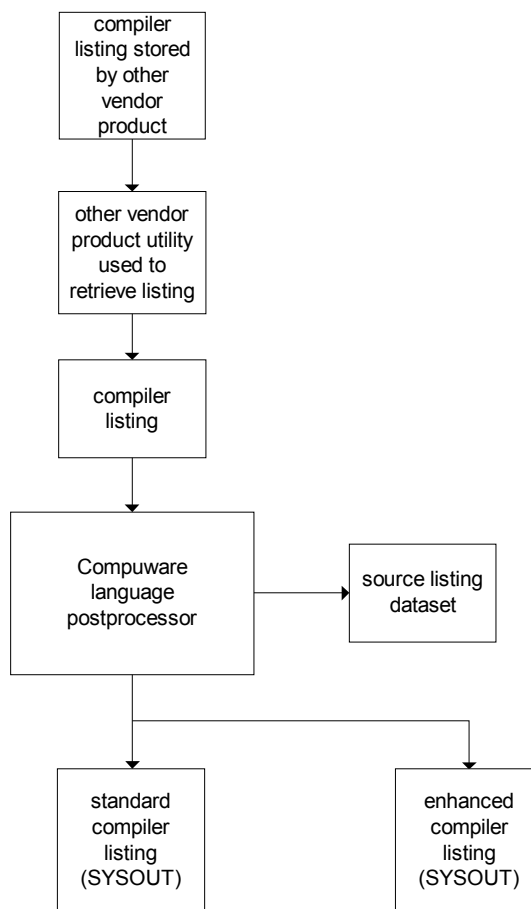 compiler
listing stored
by other
vendor
product
other vendor
product utility
used to
retrieve listing
compiler
listing
Compuware
language
postprocessor
source listing
dataset
standard
compiler
listing
(SYSOUT)
enhanced
compiler
listing
(SYSOUT)